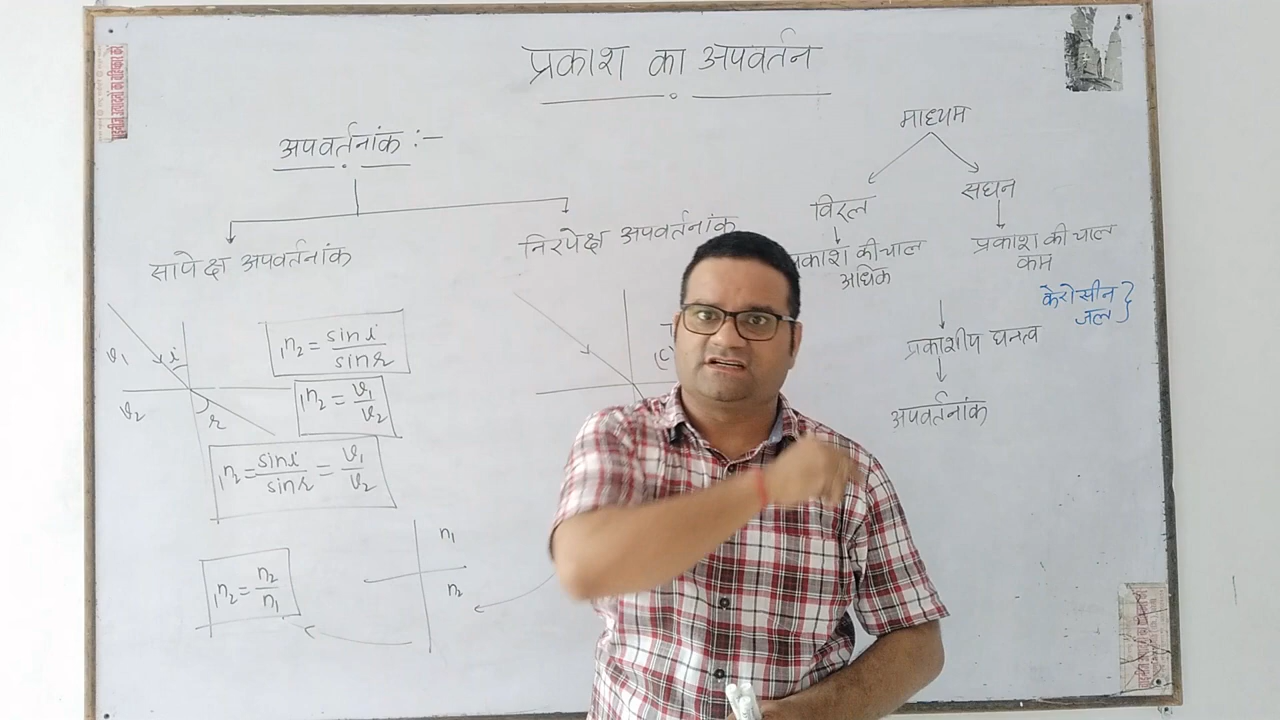 प्रकाश का अपवर्तन
अपवर्तनांक :-
सापेक्ष अपवर्तनांक
निरपेक्ष अपवर्तनांक
v₁
i
v₂
r
₁n₂ = sin i / sin r
₁n₂ = v₁ / v₂
₁n₂ = sin i / sin r = v₁ / v₂
₁n₂ = n₂ / n₁
n₁
n₂
(c)
माध्यम
विरल
सघन
प्रकाश की चाल
अधिक
प्रकाश की चाल
कम
केरोसीन }
जल
प्रकाशीय घनत्व
अपवर्तनांक